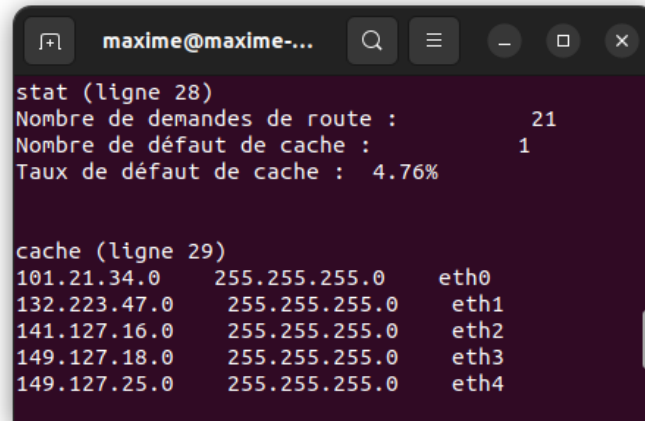 maxime@maxime-...
stat (ligne 28)
Nombre de demandes de route : 21
Nombre de défaut de cache : 1
Taux de défaut de cache : 4.76%
cache (ligne 29)
101.21.34.0 255.255.255.0 eth0
132.223.47.0 255.255.255.0 eth1
141.127.16.0 255.255.255.0 eth2
149.127.18.0 255.255.255.0 eth3
149.127.25.0 255.255.255.0 eth4